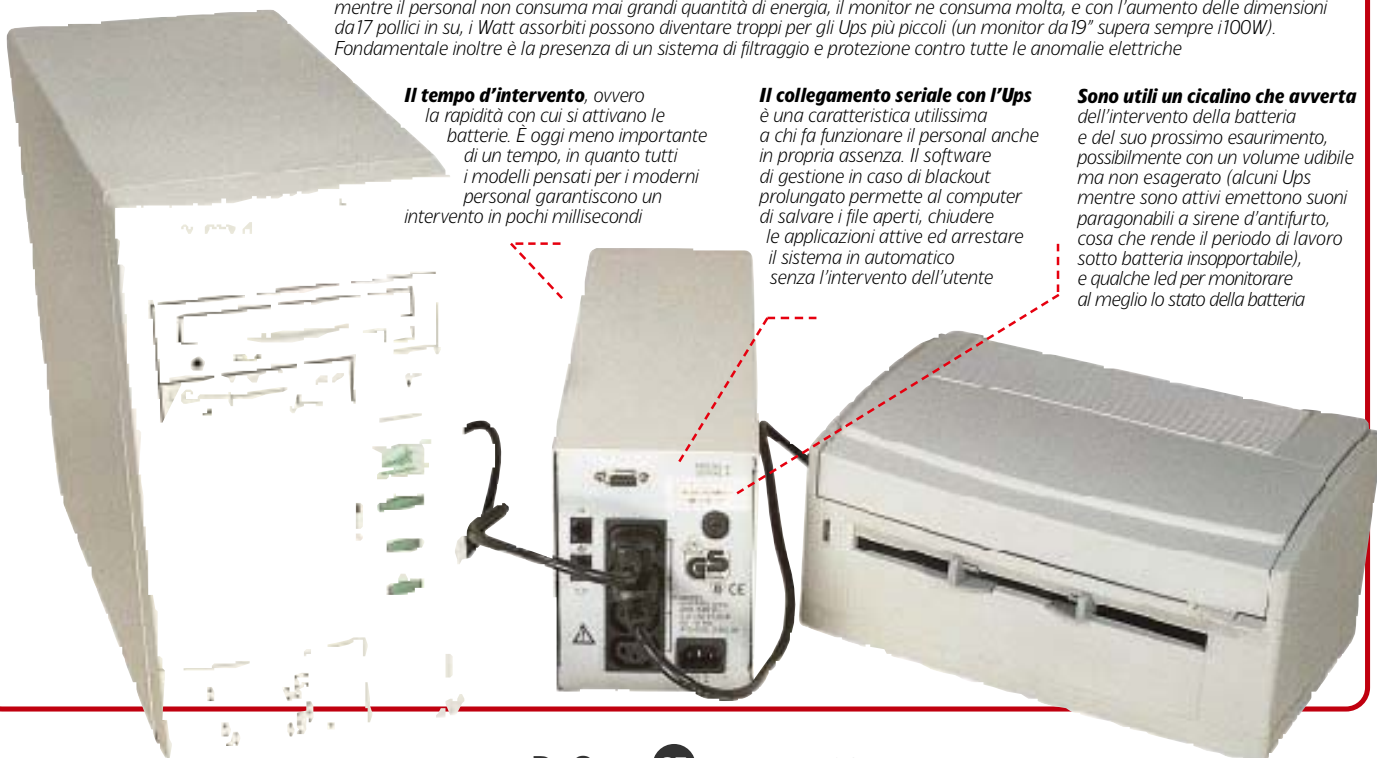 mentre il personal non consuma mai grandi quantità di energia, il monitor ne consuma molta, e con l'aumento delle dimensioni
da17 pollici in su, i Watt assorbiti possono diventare troppi per gli Ups più piccoli (un monitor da 19” supera sempre i100W).
Fondamentale inoltre è la presenza di un sistema di filtraggio e protezione contro tutte le anomalie elettriche
Il tempo d'intervento, ovvero
la rapidità con cui si attivano le
batterie. È oggi meno importante
di un tempo, in quanto tutti
i modelli pensati per i moderni
personal garantiscono un
intervento in pochi millisecondi
Il collegamento seriale con l'Ups
è una caratteristica utilissima
a chi fa funzionare il personal anche
in propria assenza. Il software
di gestione in caso di blackout
prolungato permette al computer
di salvare i file aperti, chiudere
le applicazioni attive ed arrestare
il sistema in automatico
senza l'intervento dell'utente
Sono utili un cicalino che avverta
dell'intervento della batteria
e del suo prossimo esaurimento,
possibilmente con un volume udibile
ma non esagerato (alcuni Ups
mentre sono attivi emettono suoni
paragonabili a sirene d'antifurto,
cosa che rende il periodo di lavoro
sotto batteria insopportabile),
e qualche led per monitorare
al meglio lo stato della batteria
GS
CE